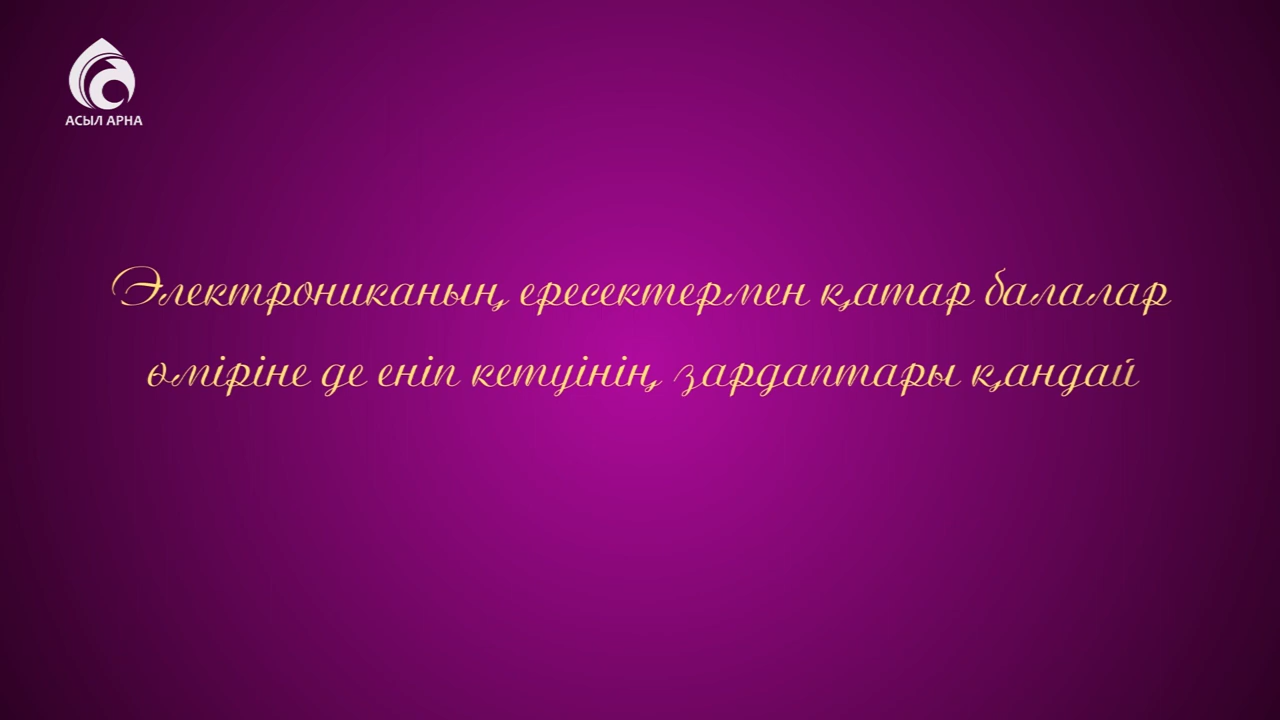 АСЫЛ АРНА
Электрониканың ересектермен қатар балалар
өміріне де еніп кетуінің зардаптары қандай